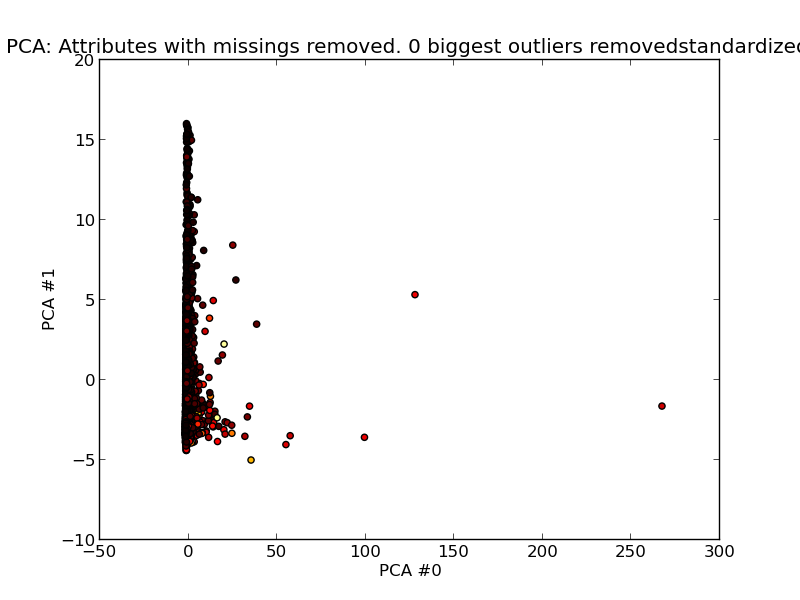 PCA: Attributes with missings removed. 0 biggest outliers removedstandardized
20
15
10
5
0
−5
−10
−50 0 50 100 150 200 250 300
PCA #1
PCA #0